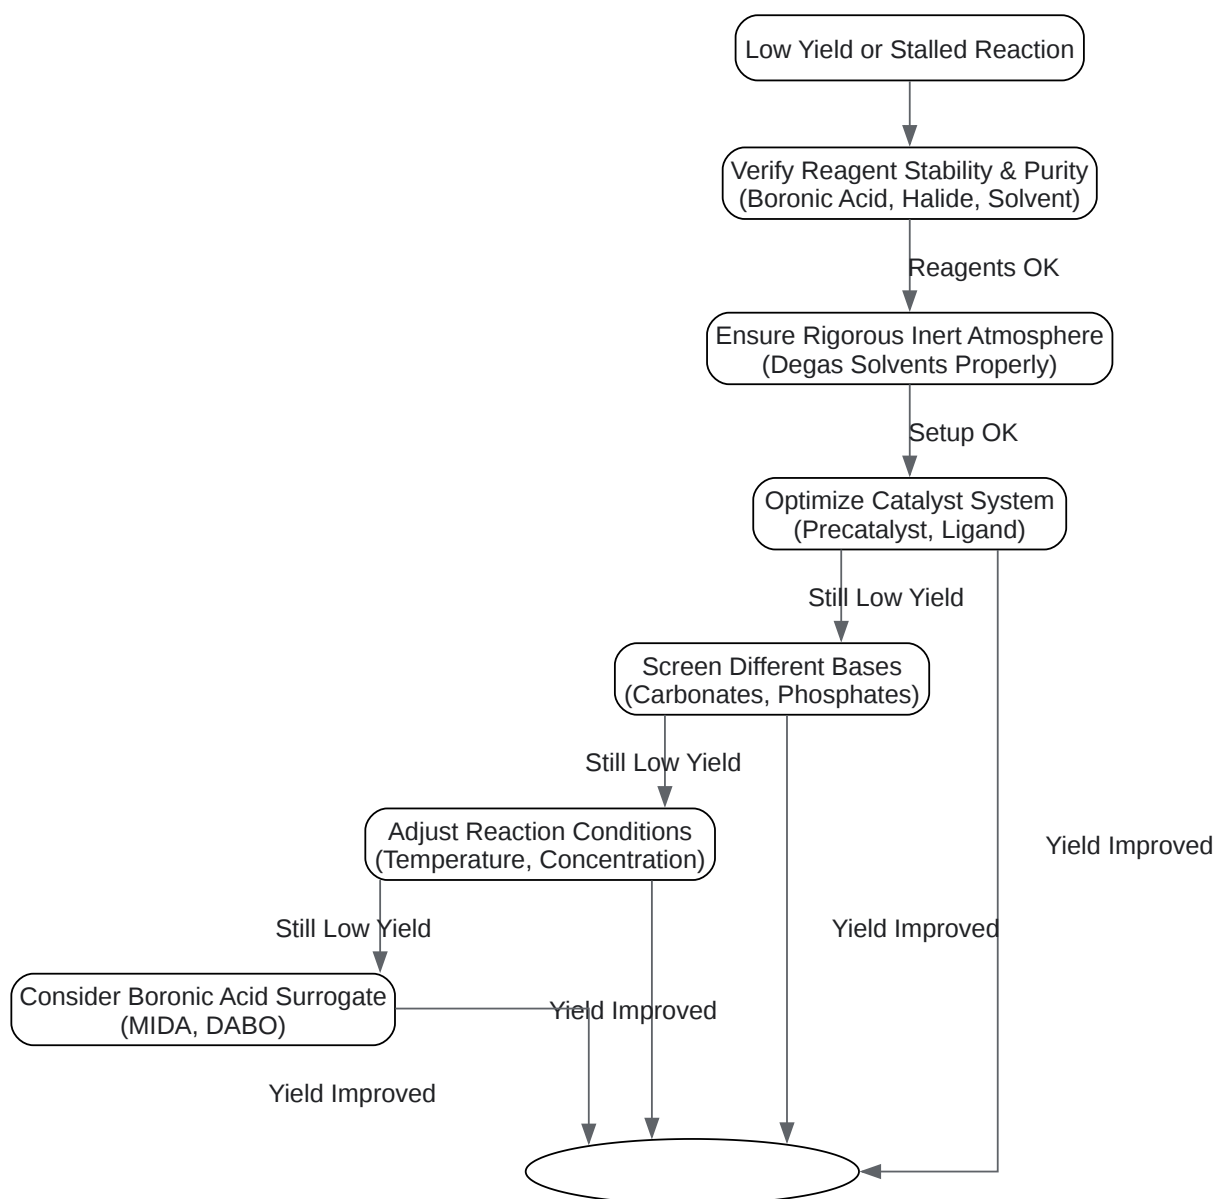 Low Yield or Stalled Reaction
Verify Reagent Stability & Purity
(Boronic Acid, Halide, Solvent)
Reagents OK
Ensure Rigorous Inert Atmosphere
(Degas Solvents Properly)
Setup OK
Optimize Catalyst System
(Precatalyst, Ligand)
Still Low Yield
Screen Different Bases
(Carbonates, Phosphates)
Still Low Yield
Adjust Reaction Conditions
(Temperature, Concentration)
Yield Improved
Still Low Yield
Yield Improved
Consider Boronic Acid Surrogate
(MIDA, DABO)
Yield Improved
Yield Improved